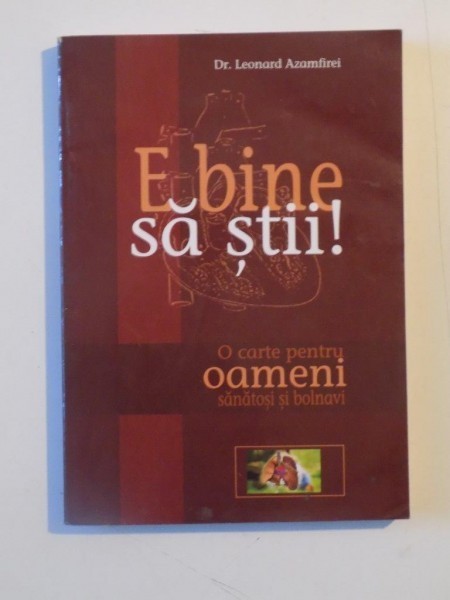 Dr. Leonard Azamfirei
E bine
să știi!
O carte pentru
oameni
sănătoși și bolnavi